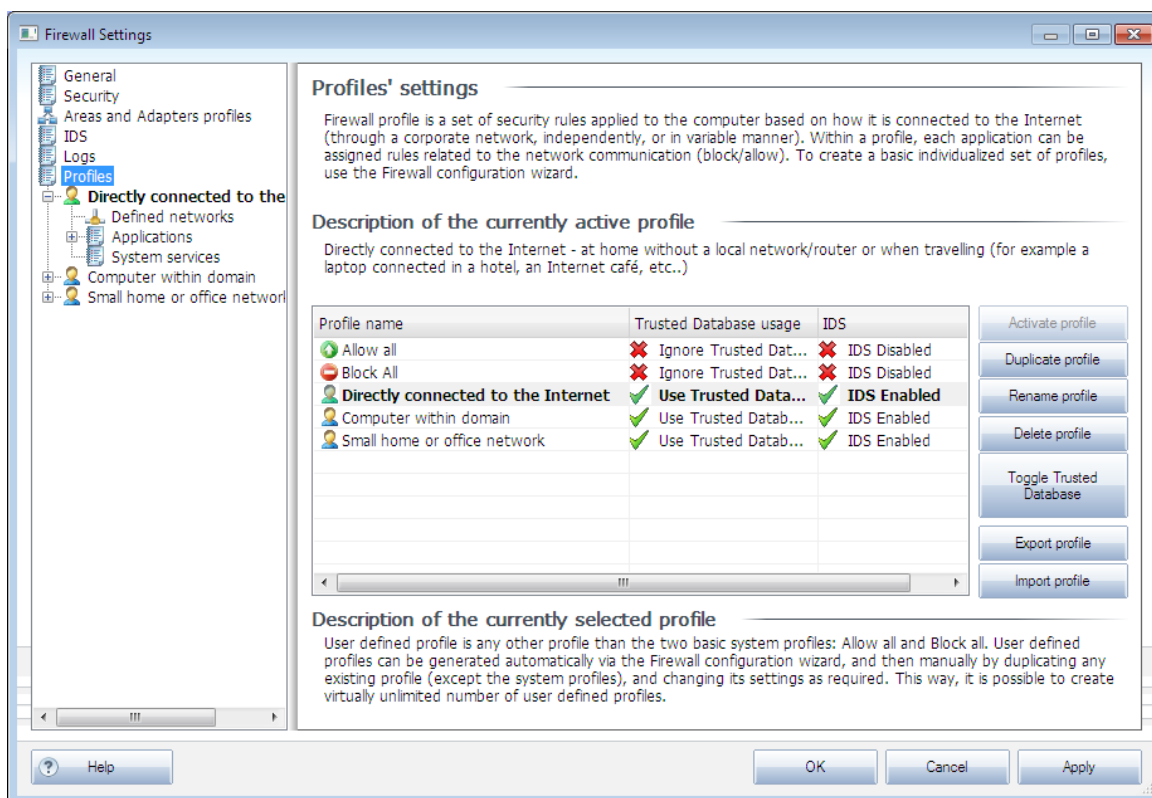 Firewall Settings
General
Security
Areas and Adapters profiles
IDS
Logs
Profiles
Directly connected to the
Defined networks
Applications
System services
Computer within domain
Small home or office networ
Profiles' settings
Firewall profile is a set of security rules applied to the computer based on how it is connected to the Internet
(through a corporate network, independently, or in variable manner). Within a profile, each application can be
assigned rules related to the network communication (block/allow). To create a basic individualized set of profiles,
use the Firewall configuration wizard.
Description of the currently active profile
Directly connected to the Internet - at home without a local network/router or when travelling (for example a
laptop connected in a hotel, an Internet café, etc..)
Profile name Trusted Database usage IDS
Allow all Ignore Trusted Dat... IDS Disabled
Block All Ignore Trusted Dat... IDS Disabled
Directly connected to the Internet Use Trusted Data... IDS Enabled
Computer within domain Use Trusted Datab... IDS Enabled
Small home or office network Use Trusted Datab... IDS Enabled
Activate profile
Duplicate profile
Rename profile
Delete profile
Toggle Trusted
Database
Export profile
Import profile
Description of the currently selected profile
User defined profile is any other profile than the two basic system profiles: Allow all and Block all. User defined
profiles can be generated automatically via the Firewall configuration wizard, and then manually by duplicating any
existing profile (except the system profiles), and changing its settings as required. This way, it is possible to create
virtually unlimited number of user defined profiles.
? Help
OK
Cancel
Apply